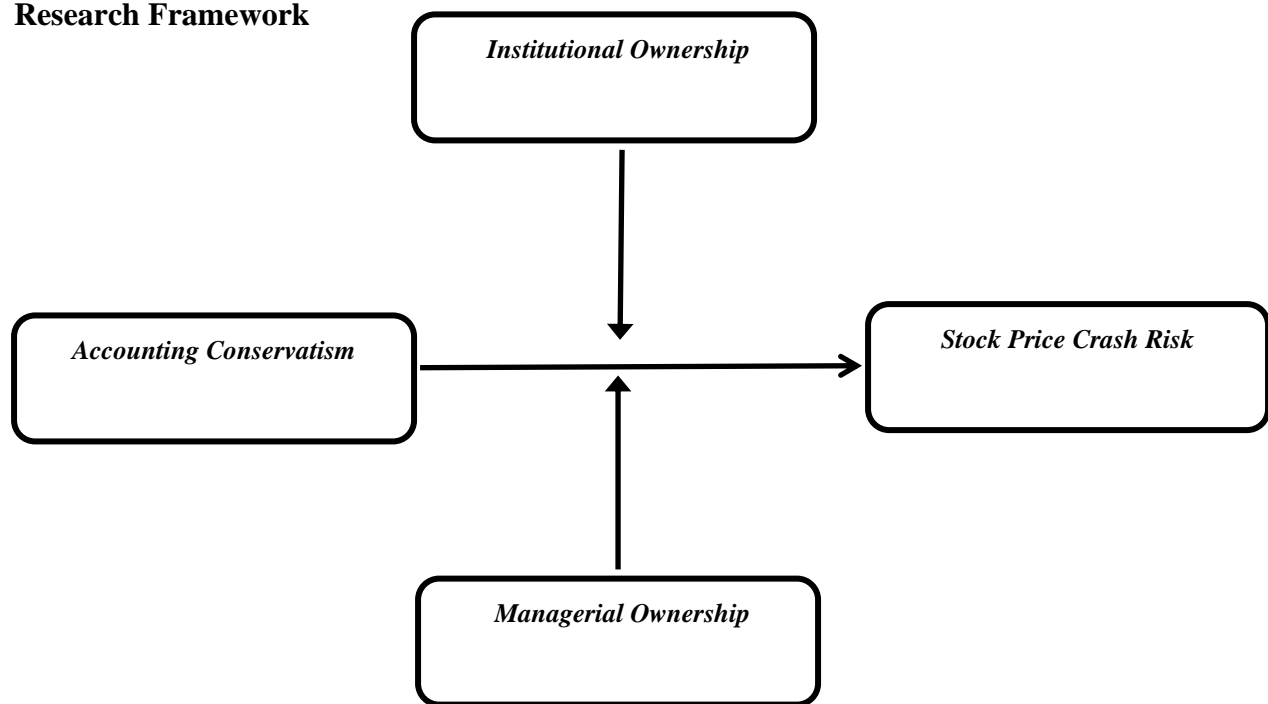 Research Framework
Institutional Ownership
Accounting Conservatism
Stock Price Crash Risk
Managerial Ownership